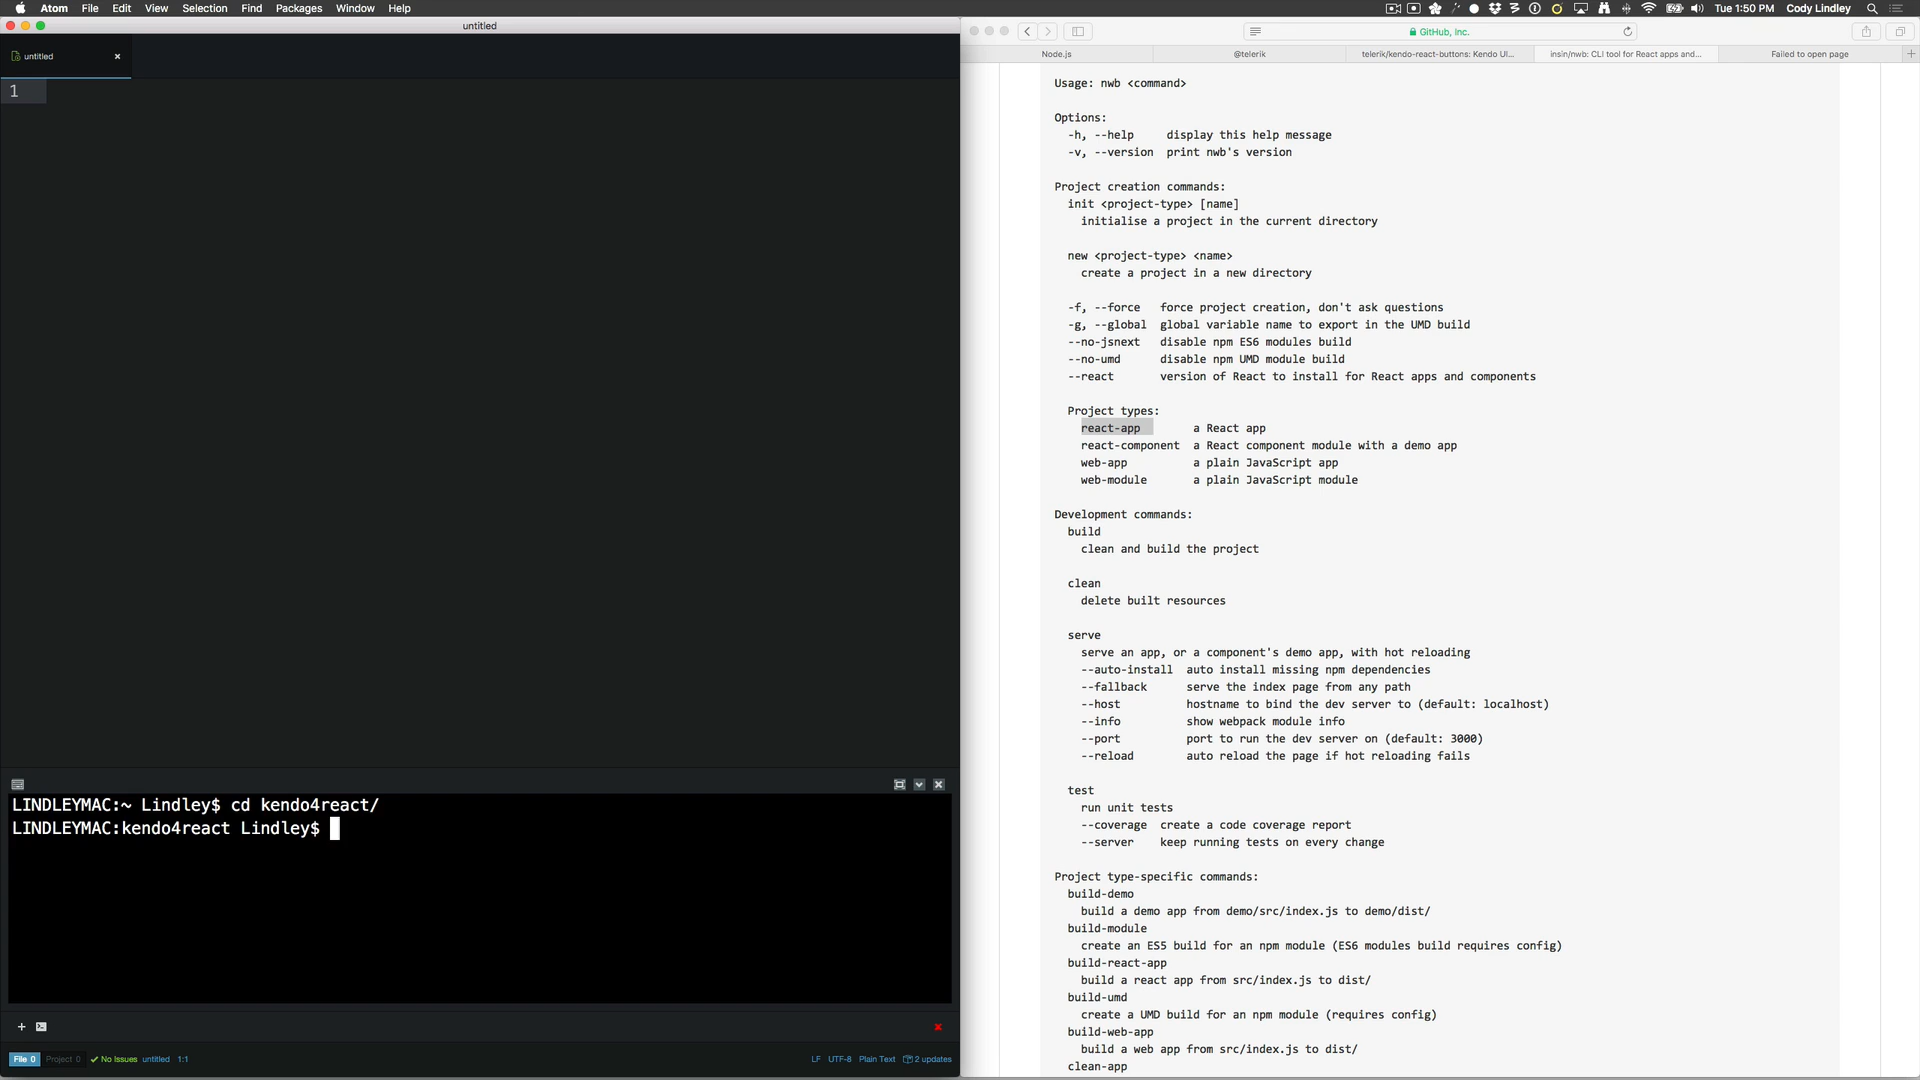 Atom File Edit View Selection Find Packages Window Help
Tue 1:50 PM Cody Lindley
untitled
untitled
1
LINDLEYMAC:~ Lindley$ cd kendo4react/
LINDLEYMAC:kendo4react Lindley$
File 0 Project 0 No Issues untitled 1:1
LF UTF-8 Plain Text 2 updates
GitHub, Inc.
Node.js @telerik telerik/kendo-react-buttons: Kendo UI... insin/nwb: CLI tool for React apps and... Failed to open page
Usage: nwb <command>
Options:
-h, --help display this help message
-v, --version print nwb's version
Project creation commands:
init <project-type> [name]
initialise a project in the current directory
new <project-type> <name>
create a project in a new directory
-f, --force force project creation, don't ask questions
-g, --global global variable name to export in the UMD build
--no-jsnext disable npm ES6 modules build
--no-umd disable npm UMD module build
--react version of React to install for React apps and components
Project types:
react-app a React app
react-component a React component module with a demo app
web-app a plain JavaScript app
web-module a plain JavaScript module
Development commands:
build
clean and build the project
clean
delete built resources
serve
serve an app, or a component's demo app, with hot reloading
--auto-install auto install missing npm dependencies
--fallback serve the index page from any path
--host hostname to bind the dev server to (default: localhost)
--info show webpack module info
--port port to run the dev server on (default: 3000)
--reload auto reload the page if hot reloading fails
test
run unit tests
--coverage create a code coverage report
--server keep running tests on every change
Project type-specific commands:
build-demo
build a demo app from demo/src/index.js to demo/dist/
build-module
create an ES5 build for an npm module (ES6 modules build requires config)
build-react-app
build a react app from src/index.js to dist/
build-umd
create a UMD build for an npm module (requires config)
build-web-app
build a web app from src/index.js to dist/
clean-app